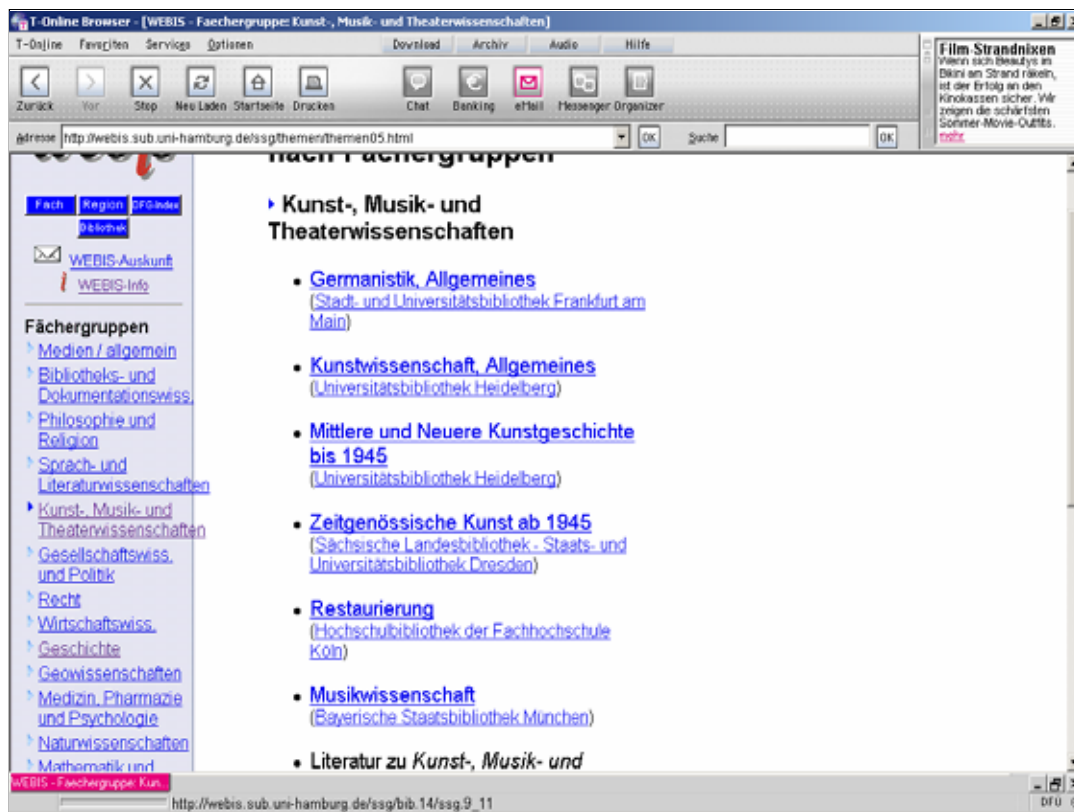 T-Online Browser - [WEBIS - Faechergruppe: Kunst-, Musik- und Theaterwissenschaften]
T-Online Favoriten Services Optionen Download Archiv Audio Hilfe
Zurück Vor Stop Neu Laden Startseite Drucken Chat Banking eMail Messenger Organizer
Adresse http://webis.sub.uni-hamburg.de/ssg/themen/themen05.html OK Suche OK
Film-Strandnixen
Wenn sich Beautys im
Bikini am Strand räkeln,
ist der Erfolg an den
Kinokassen sicher. Wir
zeigen die schärfsten
Sommer-Movie-Outfits.
mehr
webis
Fach Region DFG-Index
Bibliothek
WEBIS-Auskunft
WEBIS-Info
Fächergruppen
Medien / allgemein
Bibliotheks- und
Dokumentationswiss.
Philosophie und
Religion
Sprach- und
Literaturwissenschaften
Kunst-, Musik- und
Theaterwissenschaften
Gesellschaftswiss.
und Politik
Recht
Wirtschaftswiss.
Geschichte
Geowissenschaften
Medizin, Pharmazie
und Psychologie
Naturwissenschaften
Mathematik und
nach Fächergruppen
Kunst-, Musik- und
Theaterwissenschaften
• Germanistik, Allgemeines
(Stadt- und Universitätsbibliothek Frankfurt am
Main)
• Kunstwissenschaft, Allgemeines
(Universitätsbibliothek Heidelberg)
• Mittlere und Neuere Kunstgeschichte
bis 1945
(Universitätsbibliothek Heidelberg)
• Zeitgenössische Kunst ab 1945
(Sächsische Landesbibliothek - Staats- und
Universitätsbibliothek Dresden)
• Restaurierung
(Hochschulbibliothek der Fachhochschule
Köln)
• Musikwissenschaft
(Bayerische Staatsbibliothek München)
• Literatur zu Kunst-, Musik- und
WEBIS - Faechergruppe: Kun...
http://webis.sub.uni-hamburg.de/ssg/bib.14/ssg.9_11 DFÜ